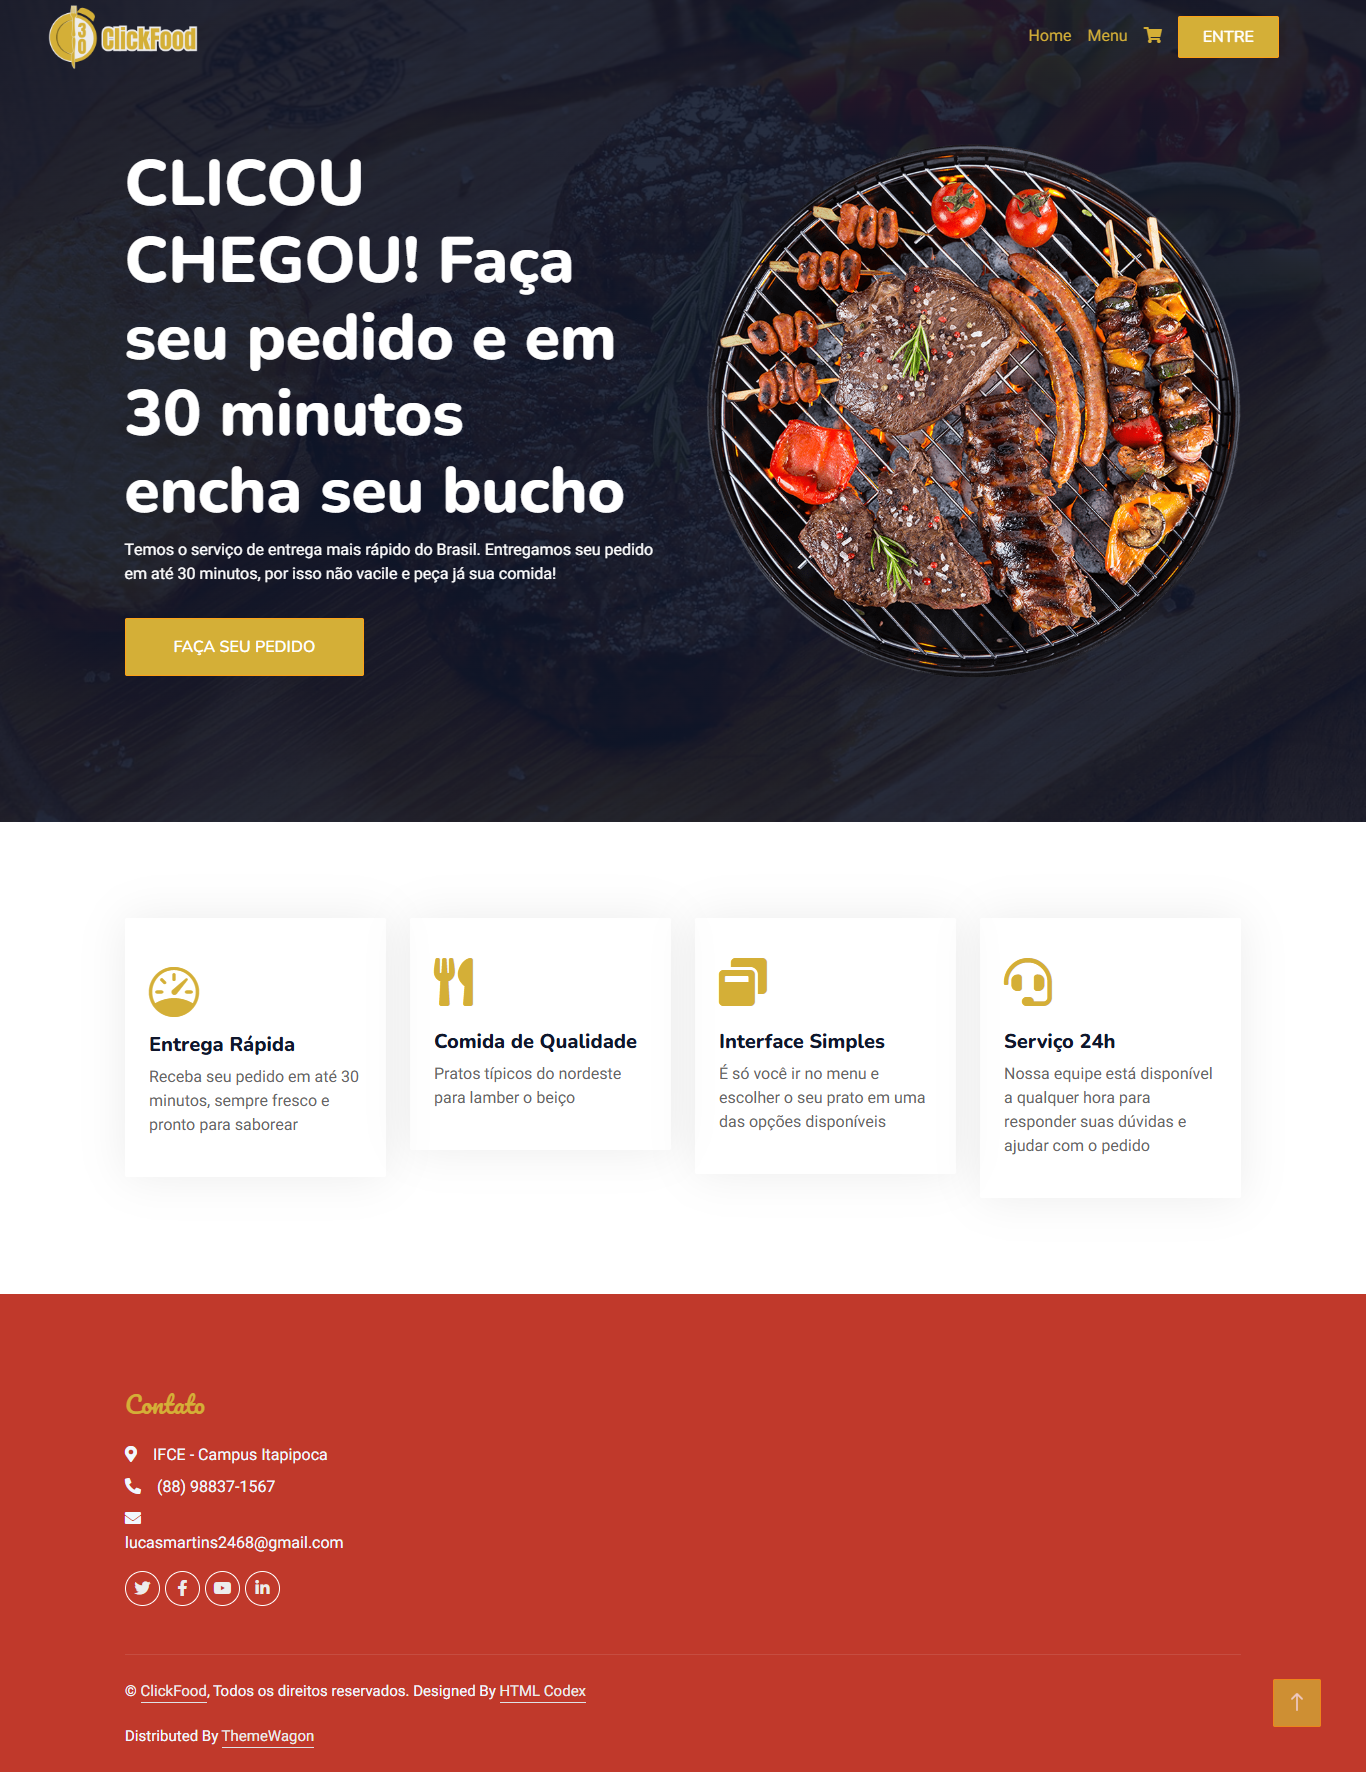 30 ClickFood
Home Menu ENTRE
CLICOU
CHEGOU! Faça
seu pedido e em
30 minutos
encha seu bucho
Temos o serviço de entrega mais rápido do Brasil. Entregamos seu pedido
em até 30 minutos, por isso não vacile e peça já sua comida!
FAÇA SEU PEDIDO
Entrega Rápida
Receba seu pedido em até 30
minutos, sempre fresco e
pronto para saborear
Comida de Qualidade
Pratos típicos do nordeste
para lamber o beiço
Interface Simples
É só você ir no menu e
escolher o seu prato em uma
das opções disponíveis
Serviço 24h
Nossa equipe está disponível
a qualquer hora para
responder suas dúvidas e
ajudar com o pedido
Contato
IFCE - Campus Itapipoca
(88) 98837-1567
lucasmartins2468@gmail.com
© ClickFood, Todos os direitos reservados. Designed By HTML Codex
Distributed By ThemeWagon